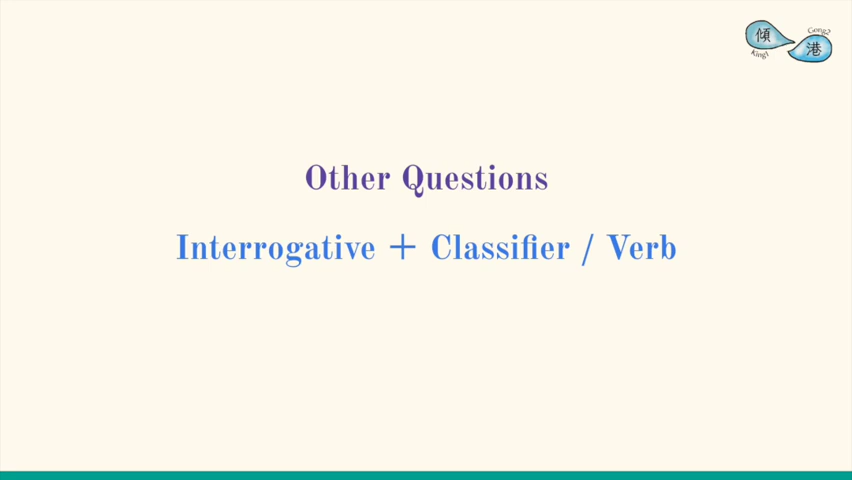 傾
King1
Gong2
港
Other Questions
Interrogative + Classifier / Verb